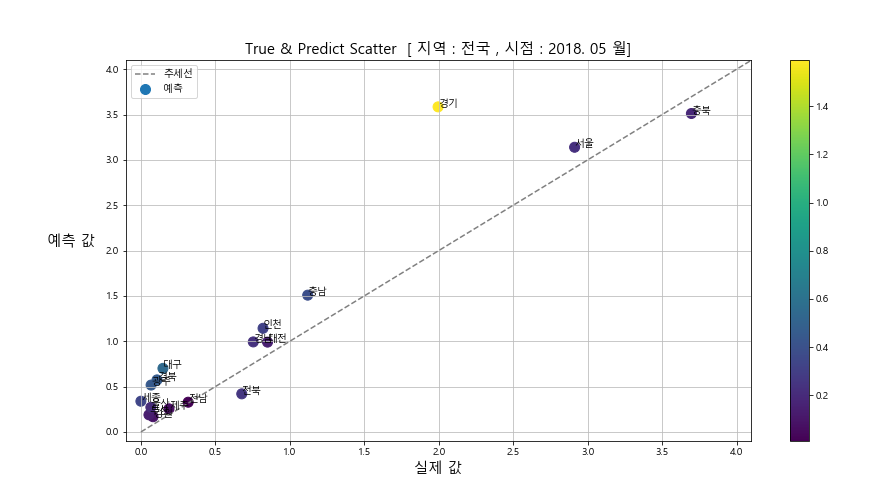 True & Predict Scatter [ 지역 : 전국 , 시점 : 2018. 05 월]
주세선
예측
예측 값
4.0
3.5
3.0
2.5
2.0
1.5
1.0
0.5
0.0
경기
충북
서울
충남
인천
경남
대전
대구
경북
전북
세종
울산
제주
전남
0.0 0.5 1.0 1.5 2.0 2.5 3.0 3.5 4.0
실제 값
1.4
1.2
1.0
0.8
0.6
0.4
0.2